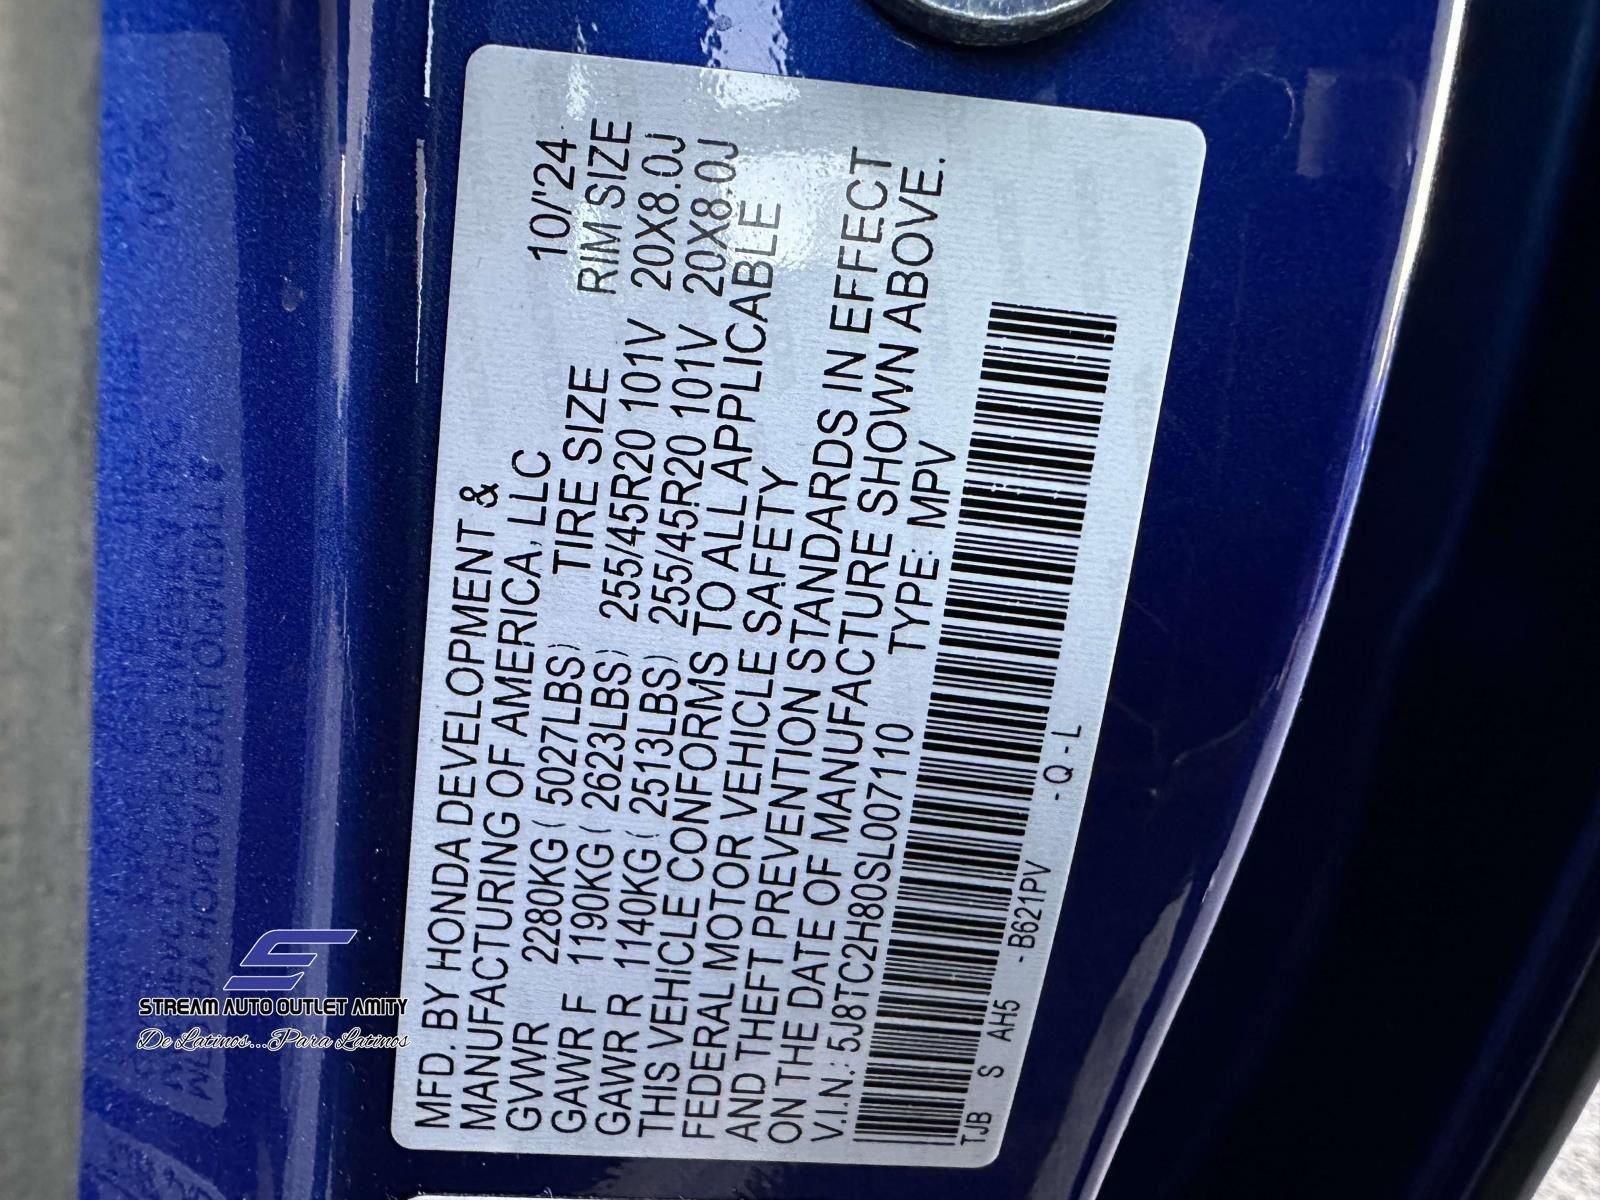 MFD. BY HONDA DEVELOPMENT &
MANUFACTURING OF AMERICA, LLC 10/'24
GVWR 2280KG ( 5027LBS) TIRE SIZE RIM SIZE
GAWR F 1190KG ( 2623LBS) 255/45R20 101V 20X8.0J
GAWR R 1140KG ( 2513LBS) 255/45R20 101V 20X8.0J
THIS VEHICLE CONFORMS TO ALL APPLICABLE
FEDERAL MOTOR VEHICLE SAFETY
AND THEFT PREVENTION STANDARDS IN EFFECT
ON THE DATE OF MANUFACTURE SHOWN ABOVE.
V.I.N.: 5J8TC2H80SL007110 TYPE: MPV
TJB S AH5 - B621PV - Q - L
STREAM AUTO OUTLET AMITY
De Latinos...Para Latinos